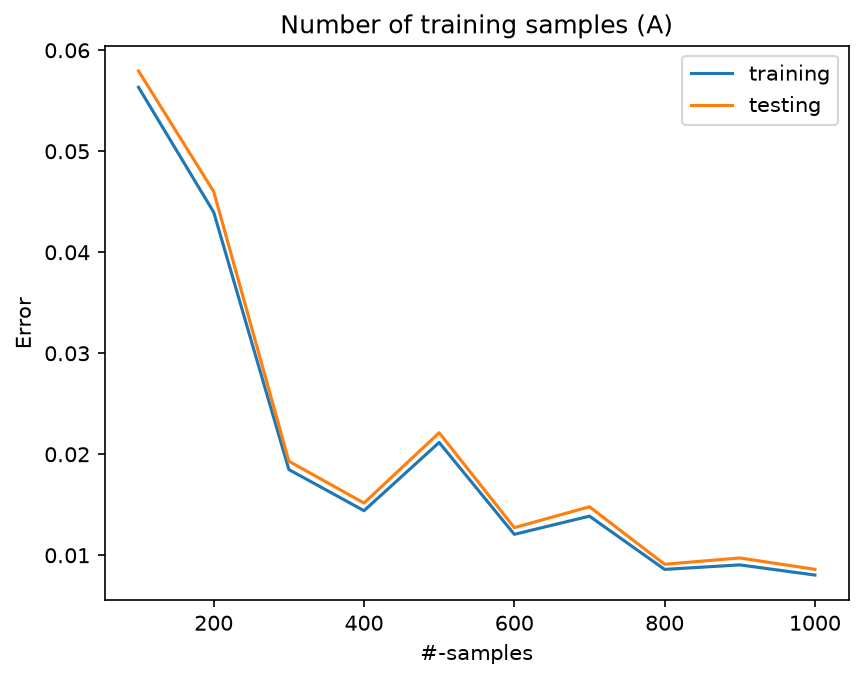 Number of training samples (A)
training
testing
Error
0.06
0.05
0.04
0.03
0.02
0.01
200 400 600 800 1000
#-samples